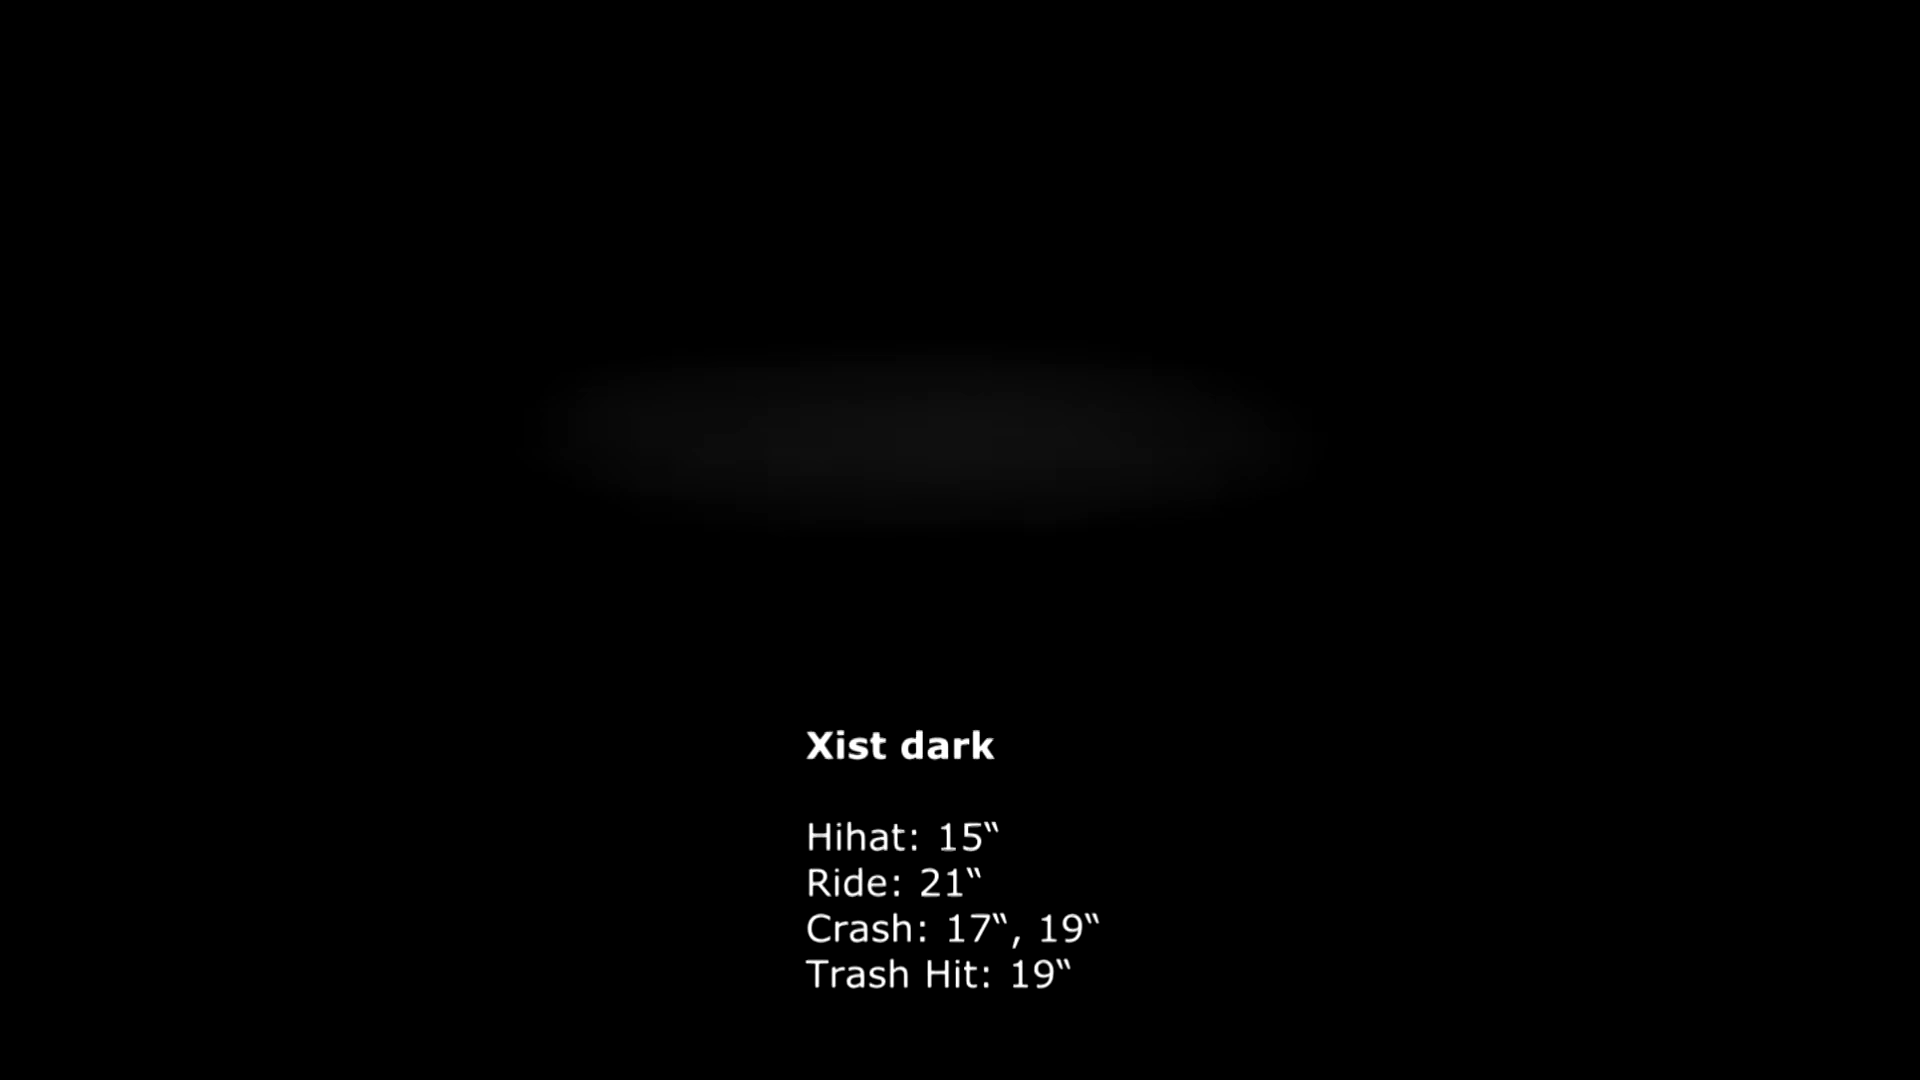 Xist dark
Hihat: 15“
Ride: 21“
Crash: 17“, 19“
Trash Hit: 19“